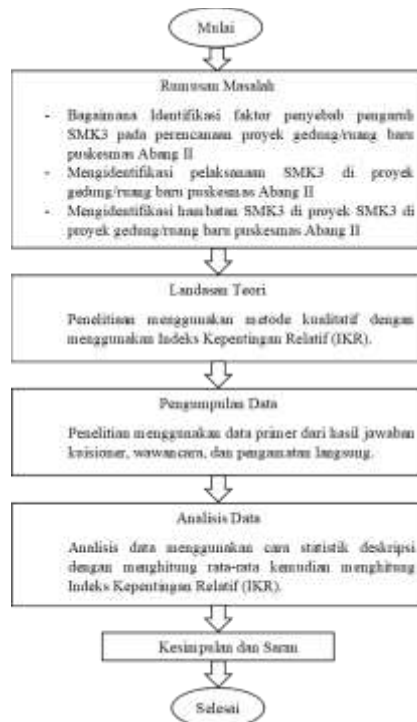 Mulai
Rumusan Masalah
- Bagaimana Identifikasi faktor penyebab pengaruh
SMK3 pada perencanaan proyek gedung/ruang baru
puskesmas Abang II
- Mengidentifikasi pelaksanaan SMK3 di proyek
gedung/ruang baru puskesmas Abang II
- Mengidentifikasi hambatan SMK3 di proyek SMK3 di
proyek gedung/ruang baru puskesmas Abang II
Landasan Teori
Penelitiaan menggunakan metode kualitatif dengan
menggunakan Indeks Kepentingan Relatif (IKR).
Pengumpulan Data
Penelitian menggunakan data primer dari hasil jawaban
kuisioner, wawancara, dan pengamatan langsung.
Analisis Data
Analisis data menggunakan cara statistik deskripsi
dengan menghitung rata-rata kemudian menghitung
Indeks Kepentingan Relatif (IKR).
Kesimpulan dan Saran
Selesai